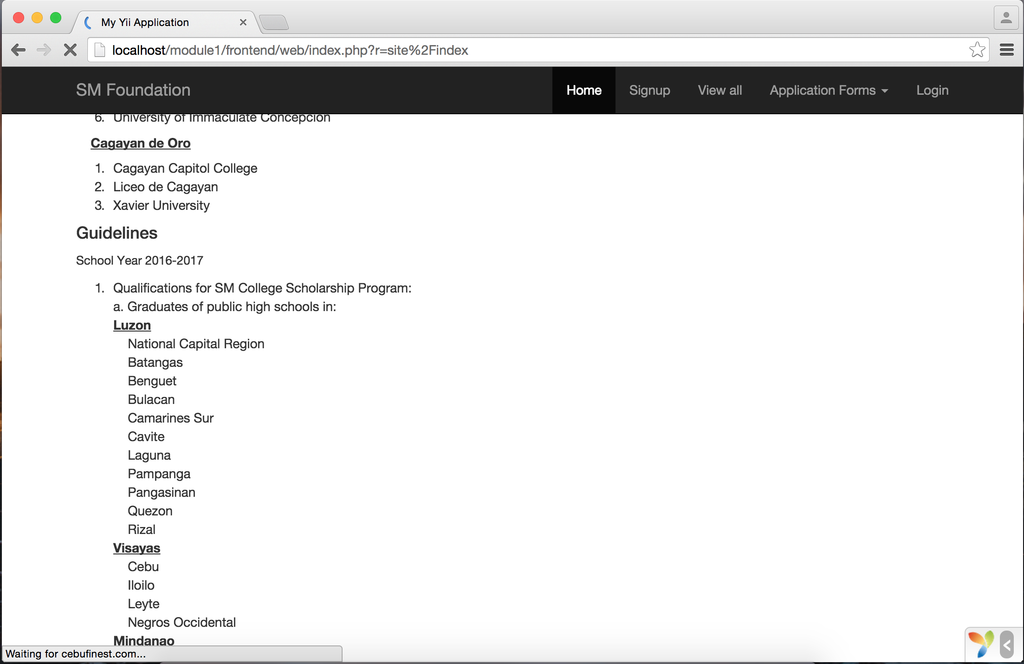 My Yii Application
localhost/module1/frontend/web/index.php?r=site%2Findex
SM Foundation
Home
Signup
View all
Application Forms
Login
6. University of Immaculate Concepcion
Cagayan de Oro
1. Cagayan Capitol College
2. Liceo de Cagayan
3. Xavier University
Guidelines
School Year 2016-2017
1. Qualifications for SM College Scholarship Program:
a. Graduates of public high schools in:
Luzon
National Capital Region
Batangas
Benguet
Bulacan
Camarines Sur
Cavite
Laguna
Pampanga
Pangasinan
Quezon
Rizal
Visayas
Cebu
Iloilo
Leyte
Negros Occidental
Mindanao
Waiting for cebufinest.com...